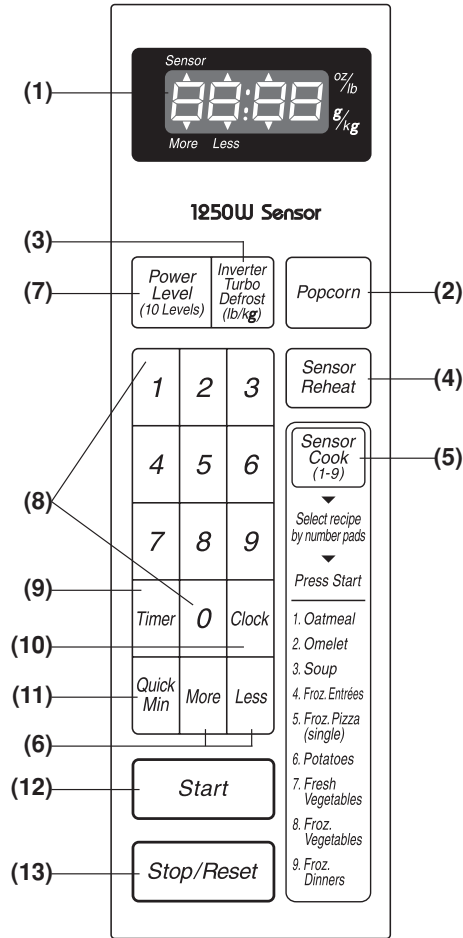 Sensor
(1)
88:88
oz/lb
g/kg
More Less
1250W Sensor
(3)
(7)
Power
Level
(10 Levels)
Inverter
Turbo
Defrost
(lb/kg)
Popcorn
(2)
1 2 3
Sensor
Reheat
(4)
4 5 6
Sensor
Cook
(1-9)
(5)
(8)
Select recipe
by number pads
7 8 9
Press Start
(9)
Timer 0 Clock
(10)
1. Oatmeal
2. Omelet
3. Soup
4. Froz. Entrées
5. Froz. Pizza
(single)
6. Potatoes
7. Fresh
Vegetables
8. Froz.
Vegetables
9. Froz.
Dinners
(11)
Quick
Min
More Less
(6)
(12)
Start
(13)
Stop/Reset